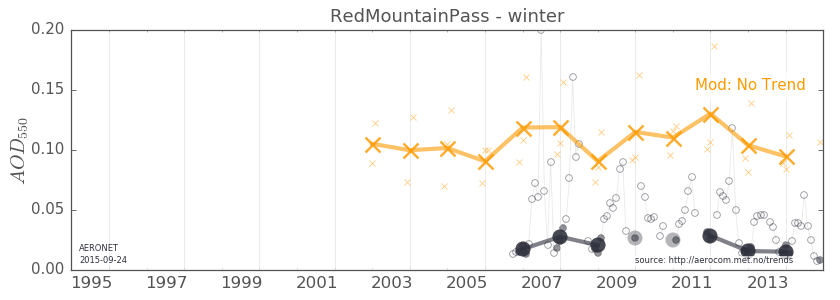 RedMountainPass - winter
0.20
0.15
0.10
0.05
0.00
AOD550
Mod: No Trend
AERONET
2015-09-24
source: http://aerocom.met.no/trends
1995 1997 1999 2001 2003 2005 2007 2009 2011 2013